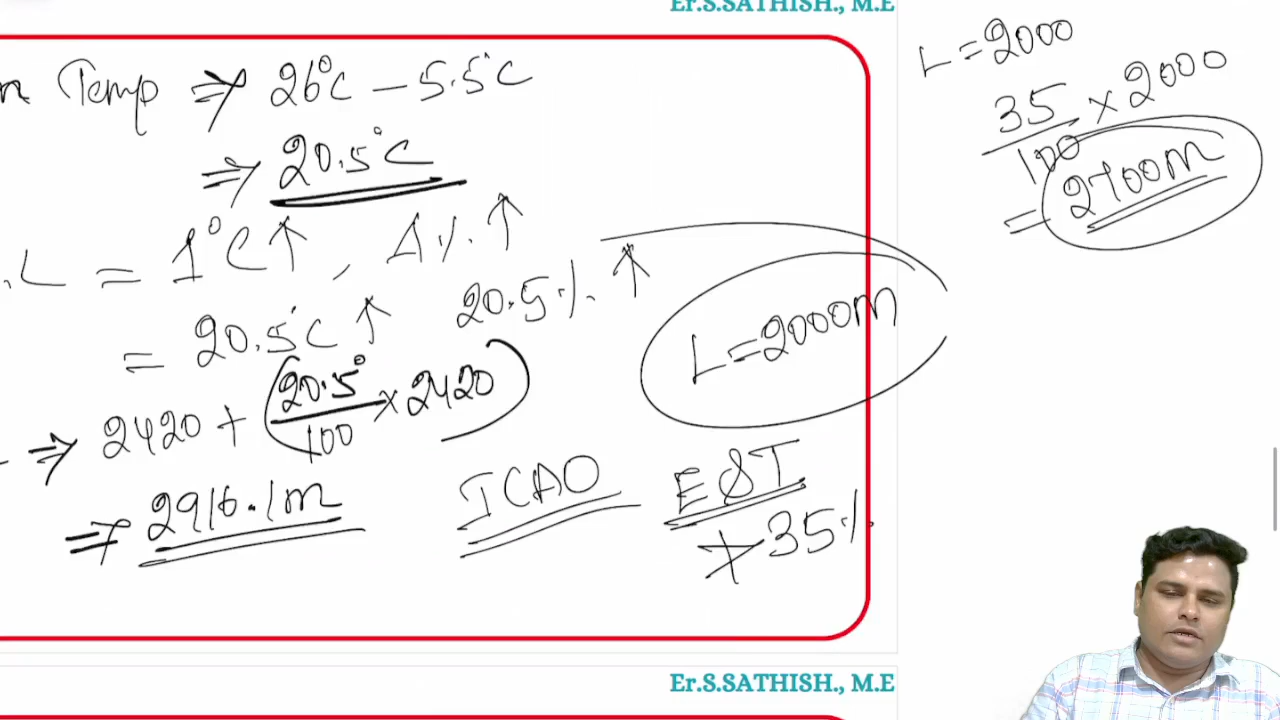 Er.S.SATHISH., M.E
n Temp ⇒ 26°C - 5.5°C
⇒ 20.5°C
.L = 1°C↑, 1%.↑
= 20.5°C ↑ 20.5%.↑
⇒ 2420 + (20.5°/100 × 2420)
⇒ 2916.1m
L=2000m
ICAO
E&T
35%
L=2000
35/100 × 2000
= 2700m
Er.S.SATHISH., M.E